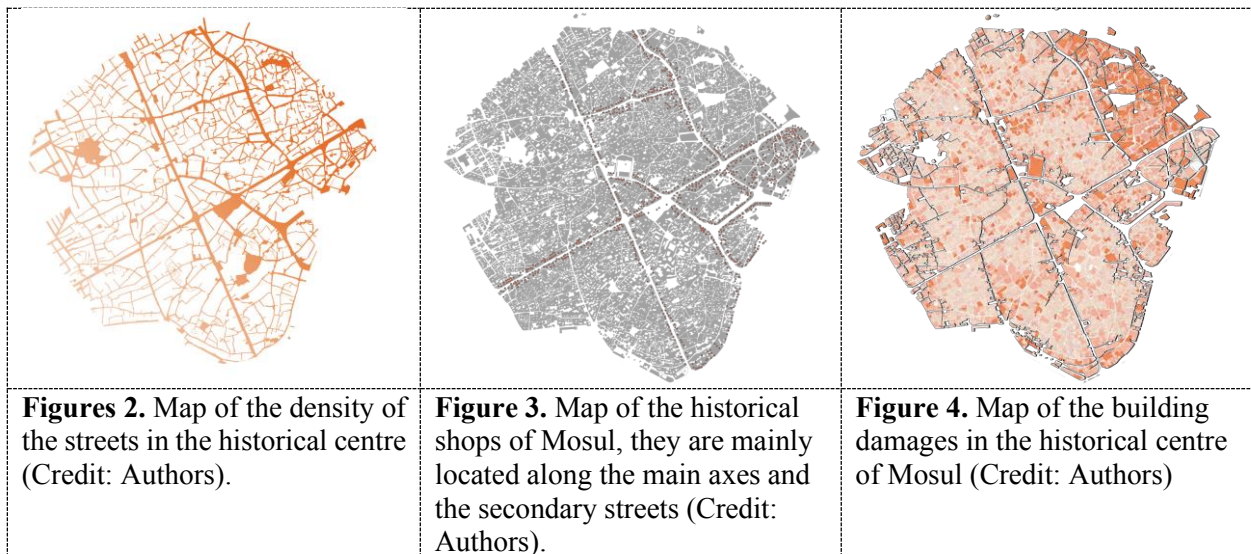 Figures 2. Map of the density of
the streets in the historical centre
(Credit: Authors).
Figure 3. Map of the historical
shops of Mosul, they are mainly
located along the main axes and
the secondary streets (Credit:
Authors).
Figure 4. Map of the building
damages in the historical centre
of Mosul (Credit: Authors)